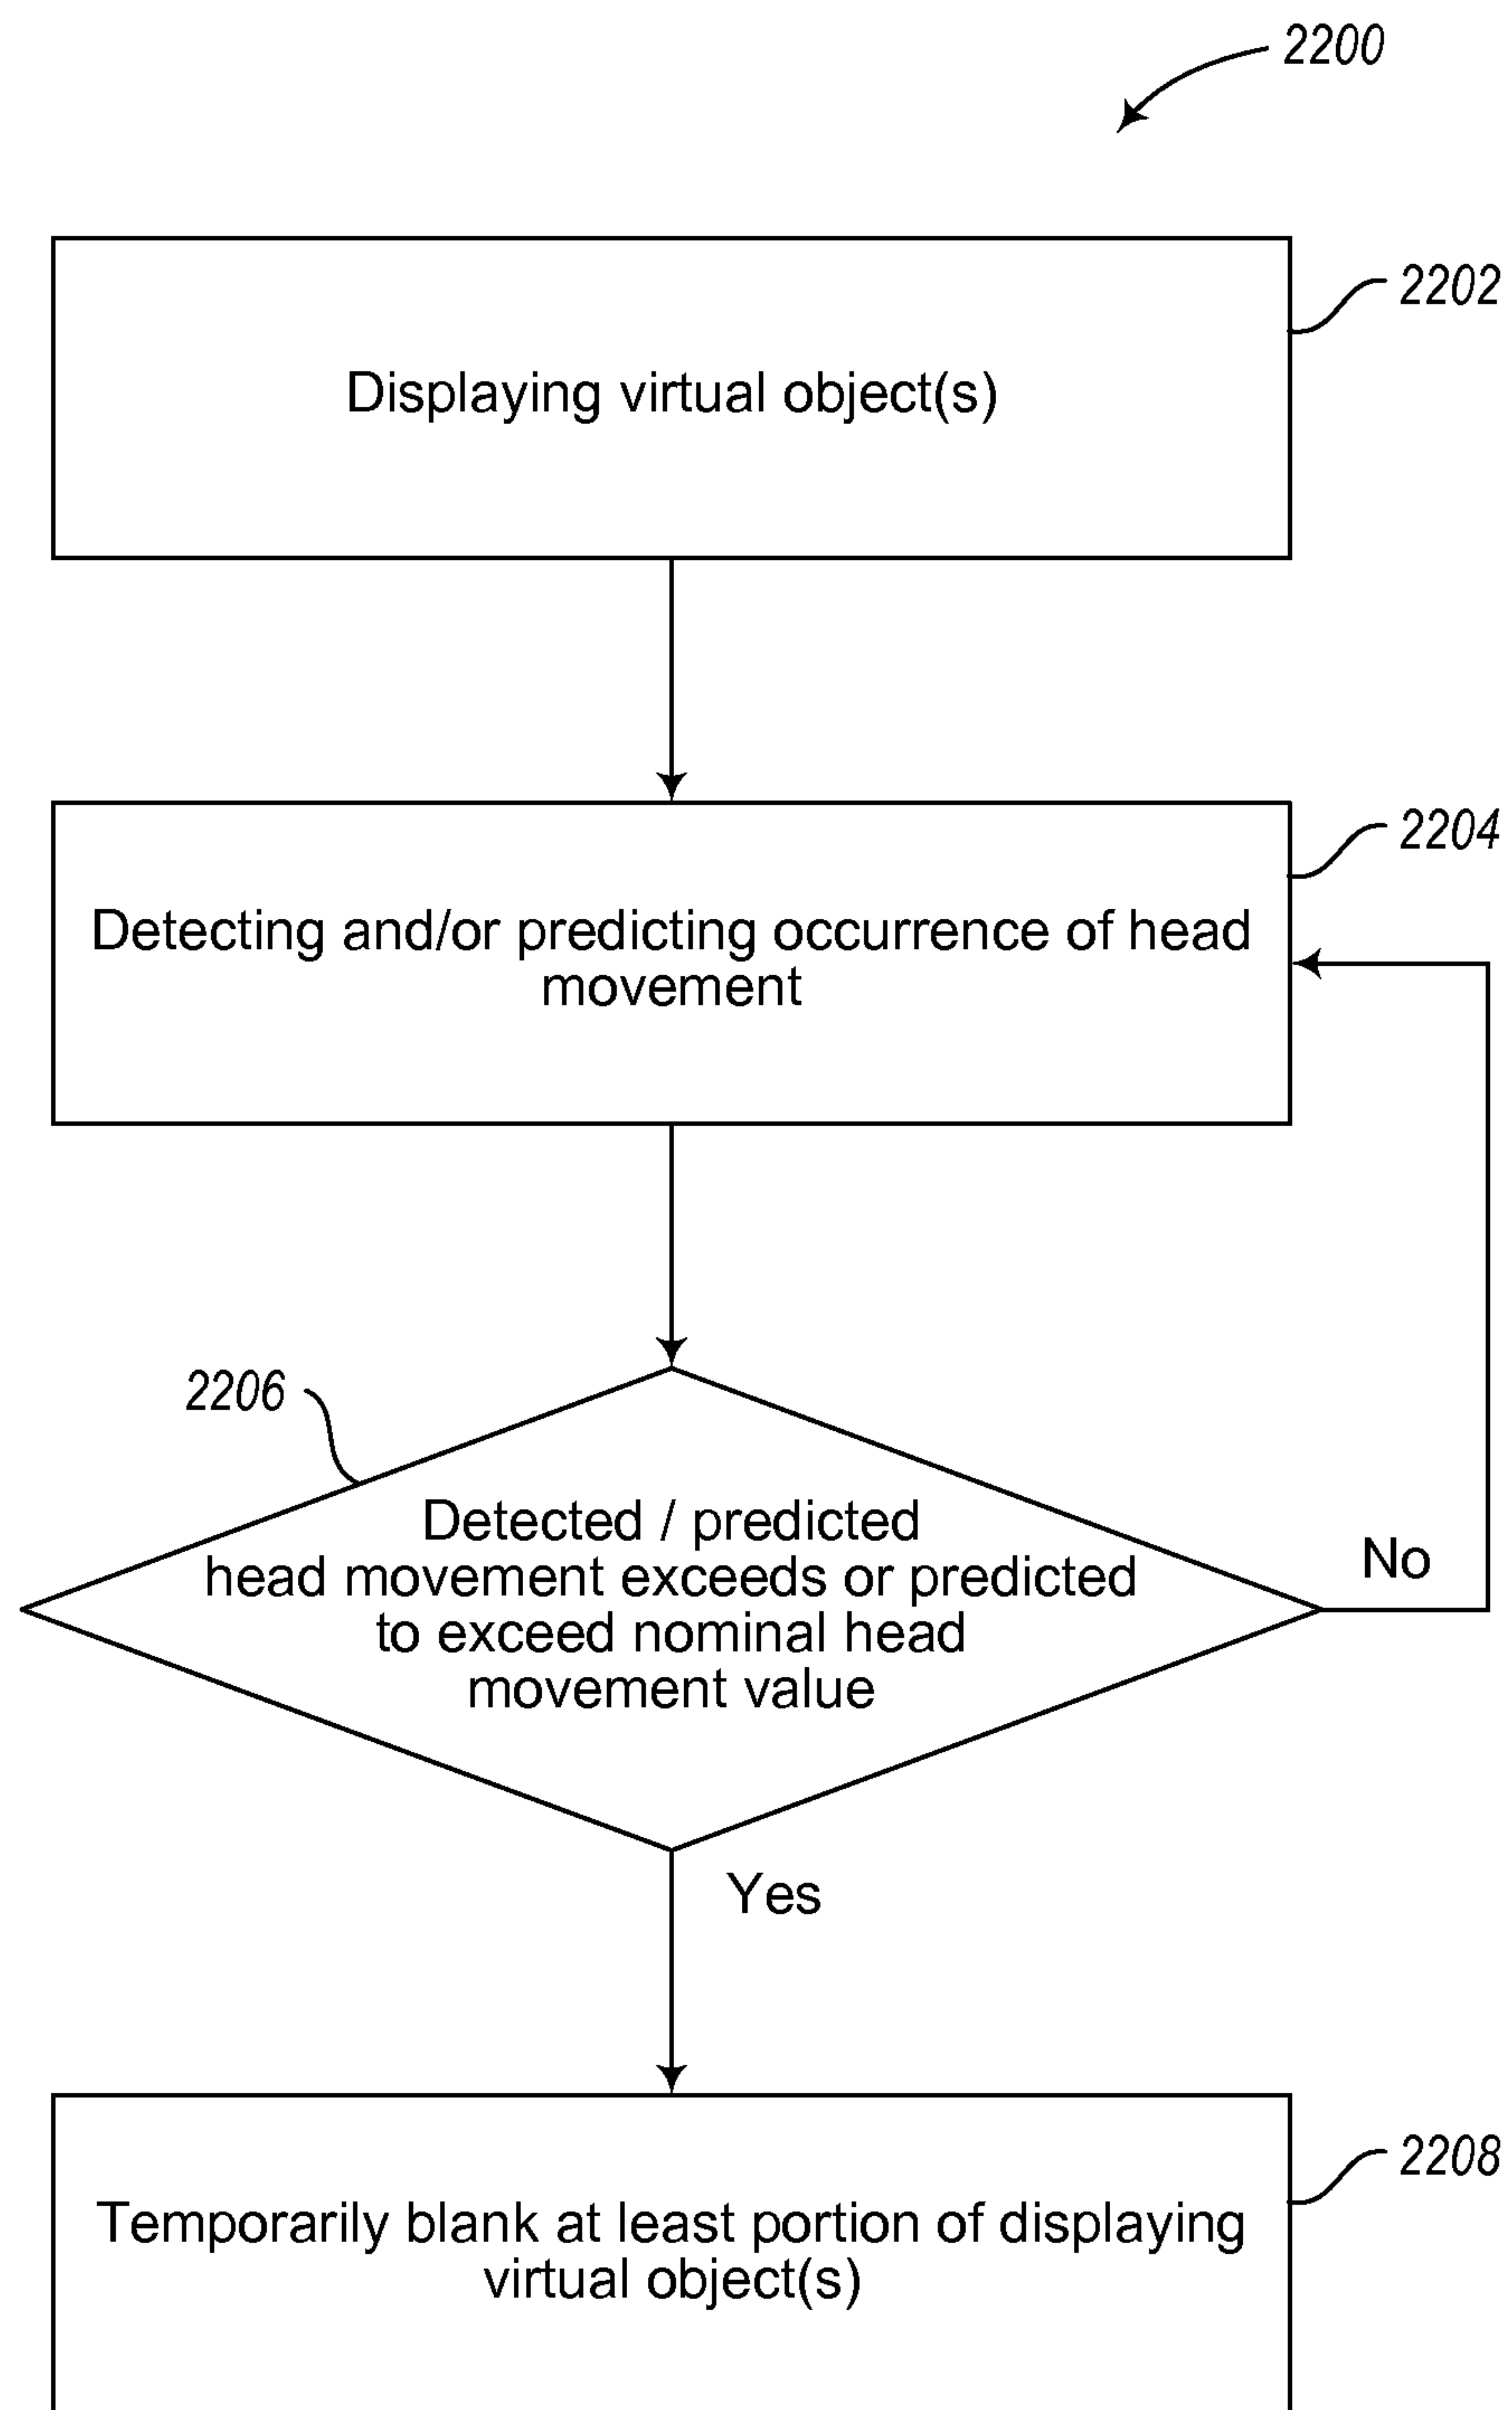 2200
2202
Displaying virtual object(s)
2204
Detecting and/or predicting occurrence of head
movement
2206
Detected / predicted
head movement exceeds or predicted
to exceed nominal head
movement value
No
Yes
2208
Temporarily blank at least portion of displaying
virtual object(s)